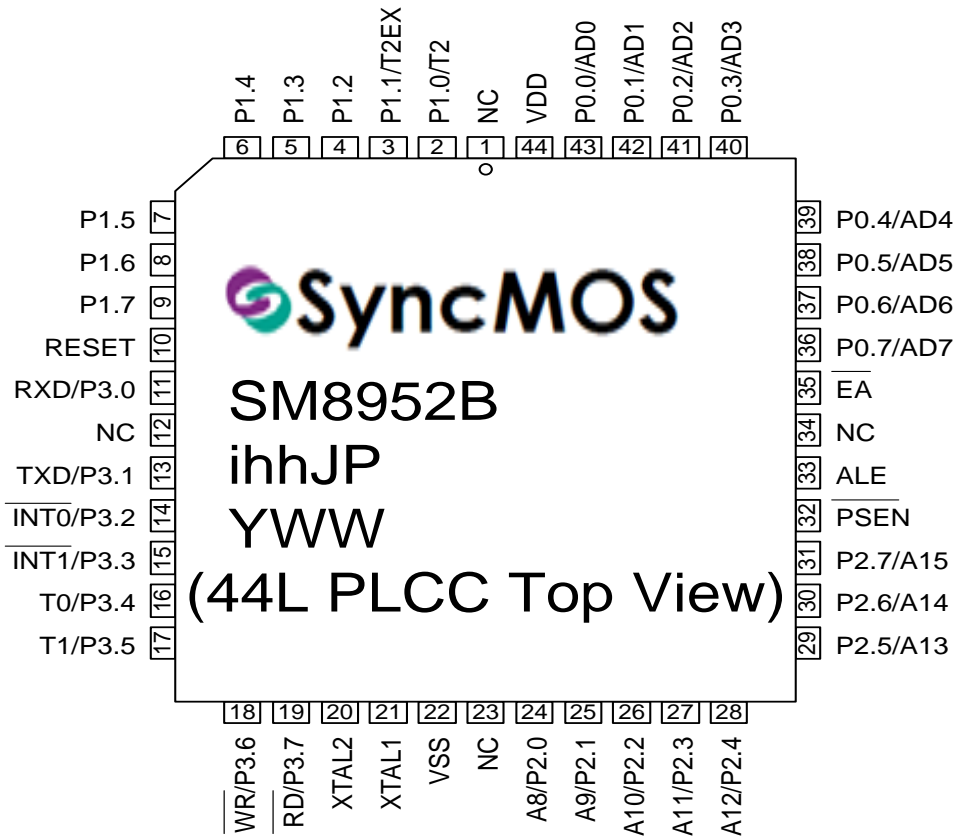 P1.4
P1.3
P1.2
P1.1/T2EX
P1.0/T2
NC
VDD
P0.0/AD0
P0.1/AD1
P0.2/AD2
P0.3/AD3
6 5 4 3 2 1 44 43 42 41 40
P1.5 7
P1.6 8
P1.7 9
RESET 10
RXD/P3.0 11
NC 12
TXD/P3.1 13
INT0/P3.2 14
INT1/P3.3 15
T0/P3.4 16
T1/P3.5 17
SyncMOS
SM8952B
ihhJP
YWW
(44L PLCC Top View)
39 P0.4/AD4
38 P0.5/AD5
37 P0.6/AD6
36 P0.7/AD7
35 EA
34 NC
33 ALE
32 PSEN
31 P2.7/A15
30 P2.6/A14
29 P2.5/A13
18 19 20 21 22 23 24 25 26 27 28
WR/P3.6
RD/P3.7
XTAL2
XTAL1
VSS
NC
A8/P2.0
A9/P2.1
A10/P2.2
A11/P2.3
A12/P2.4